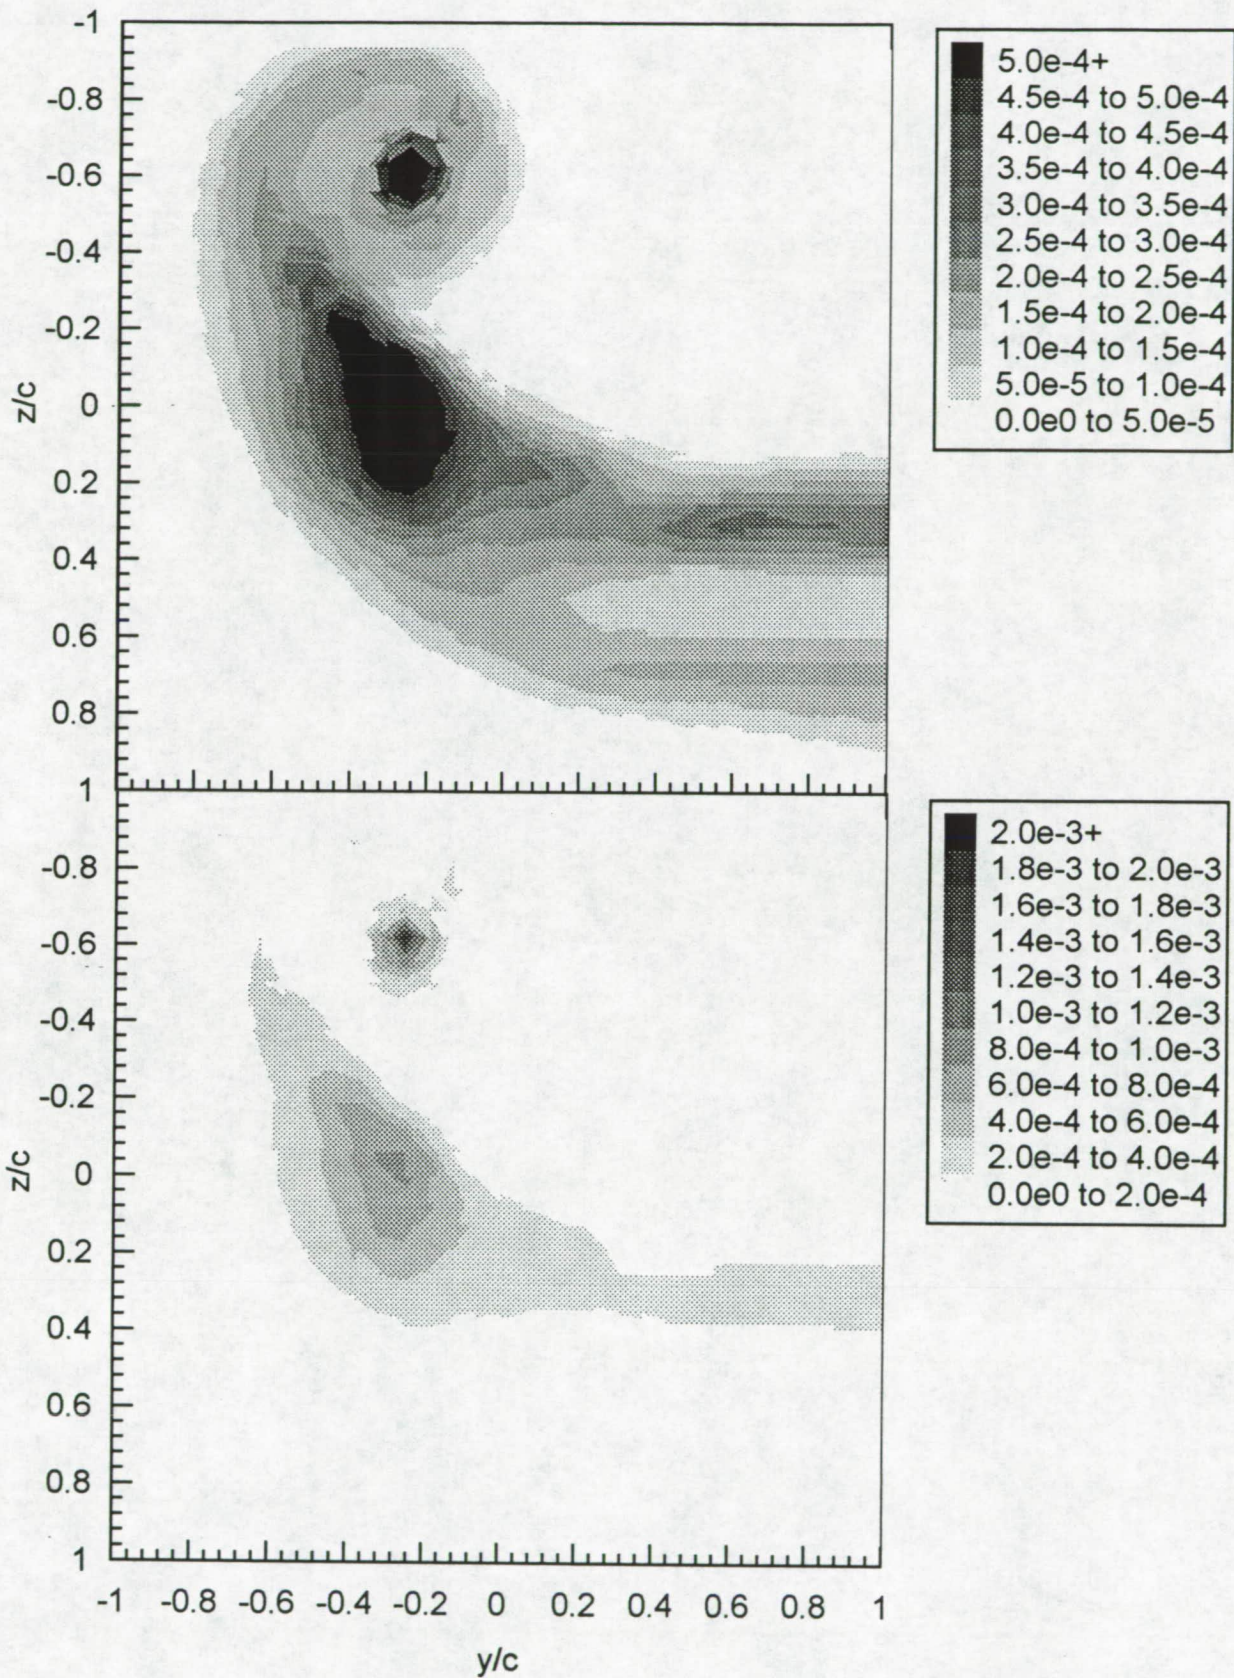 -1
-0.8
-0.6
-0.4
-0.2
0
0.2
0.4
0.6
0.8
1
z/c
5.0e-4+
4.5e-4 to 5.0e-4
4.0e-4 to 4.5e-4
3.5e-4 to 4.0e-4
3.0e-4 to 3.5e-4
2.5e-4 to 3.0e-4
2.0e-4 to 2.5e-4
1.5e-4 to 2.0e-4
1.0e-4 to 1.5e-4
5.0e-5 to 1.0e-4
0.0e0 to 5.0e-5
-0.8
-0.6
-0.4
-0.2
0
0.2
0.4
0.6
0.8
1
z/c
2.0e-3+
1.8e-3 to 2.0e-3
1.6e-3 to 1.8e-3
1.4e-3 to 1.6e-3
1.2e-3 to 1.4e-3
1.0e-3 to 1.2e-3
8.0e-4 to 1.0e-3
6.0e-4 to 8.0e-4
4.0e-4 to 6.0e-4
2.0e-4 to 4.0e-4
0.0e0 to 2.0e-4
-1 -0.8 -0.6 -0.4 -0.2 0 0.2 0.4 0.6 0.8 1
y/c